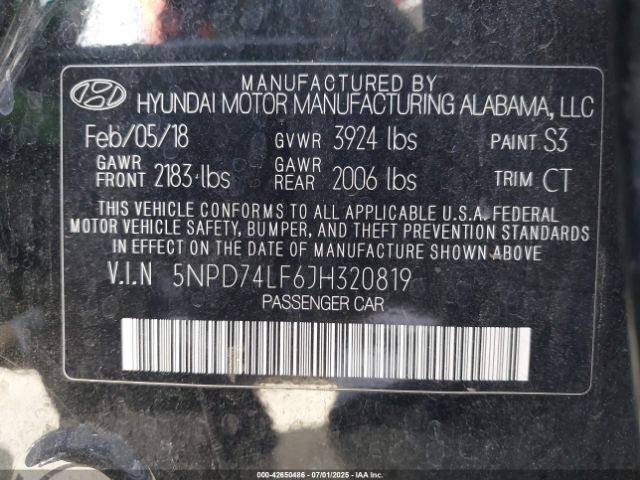 MANUFACTURED BY
HYUNDAI MOTOR MANUFACTURING ALABAMA, LLC
Feb/05/18 GVWR 3924 lbs PAINT S3
GAWR FRONT 2183 lbs GAWR REAR 2006 lbs TRIM CT
THIS VEHICLE CONFORMS TO ALL APPLICABLE U.S.A. FEDERAL
MOTOR VEHICLE SAFETY, BUMPER, AND THEFT PREVENTION STANDARDS
IN EFFECT ON THE DATE OF MANUFACTURE SHOWN ABOVE
V.I.N 5NPD74LF6JH320819
PASSENGER CAR
000-42650486 - 07/01/2025 - IAAI.COM